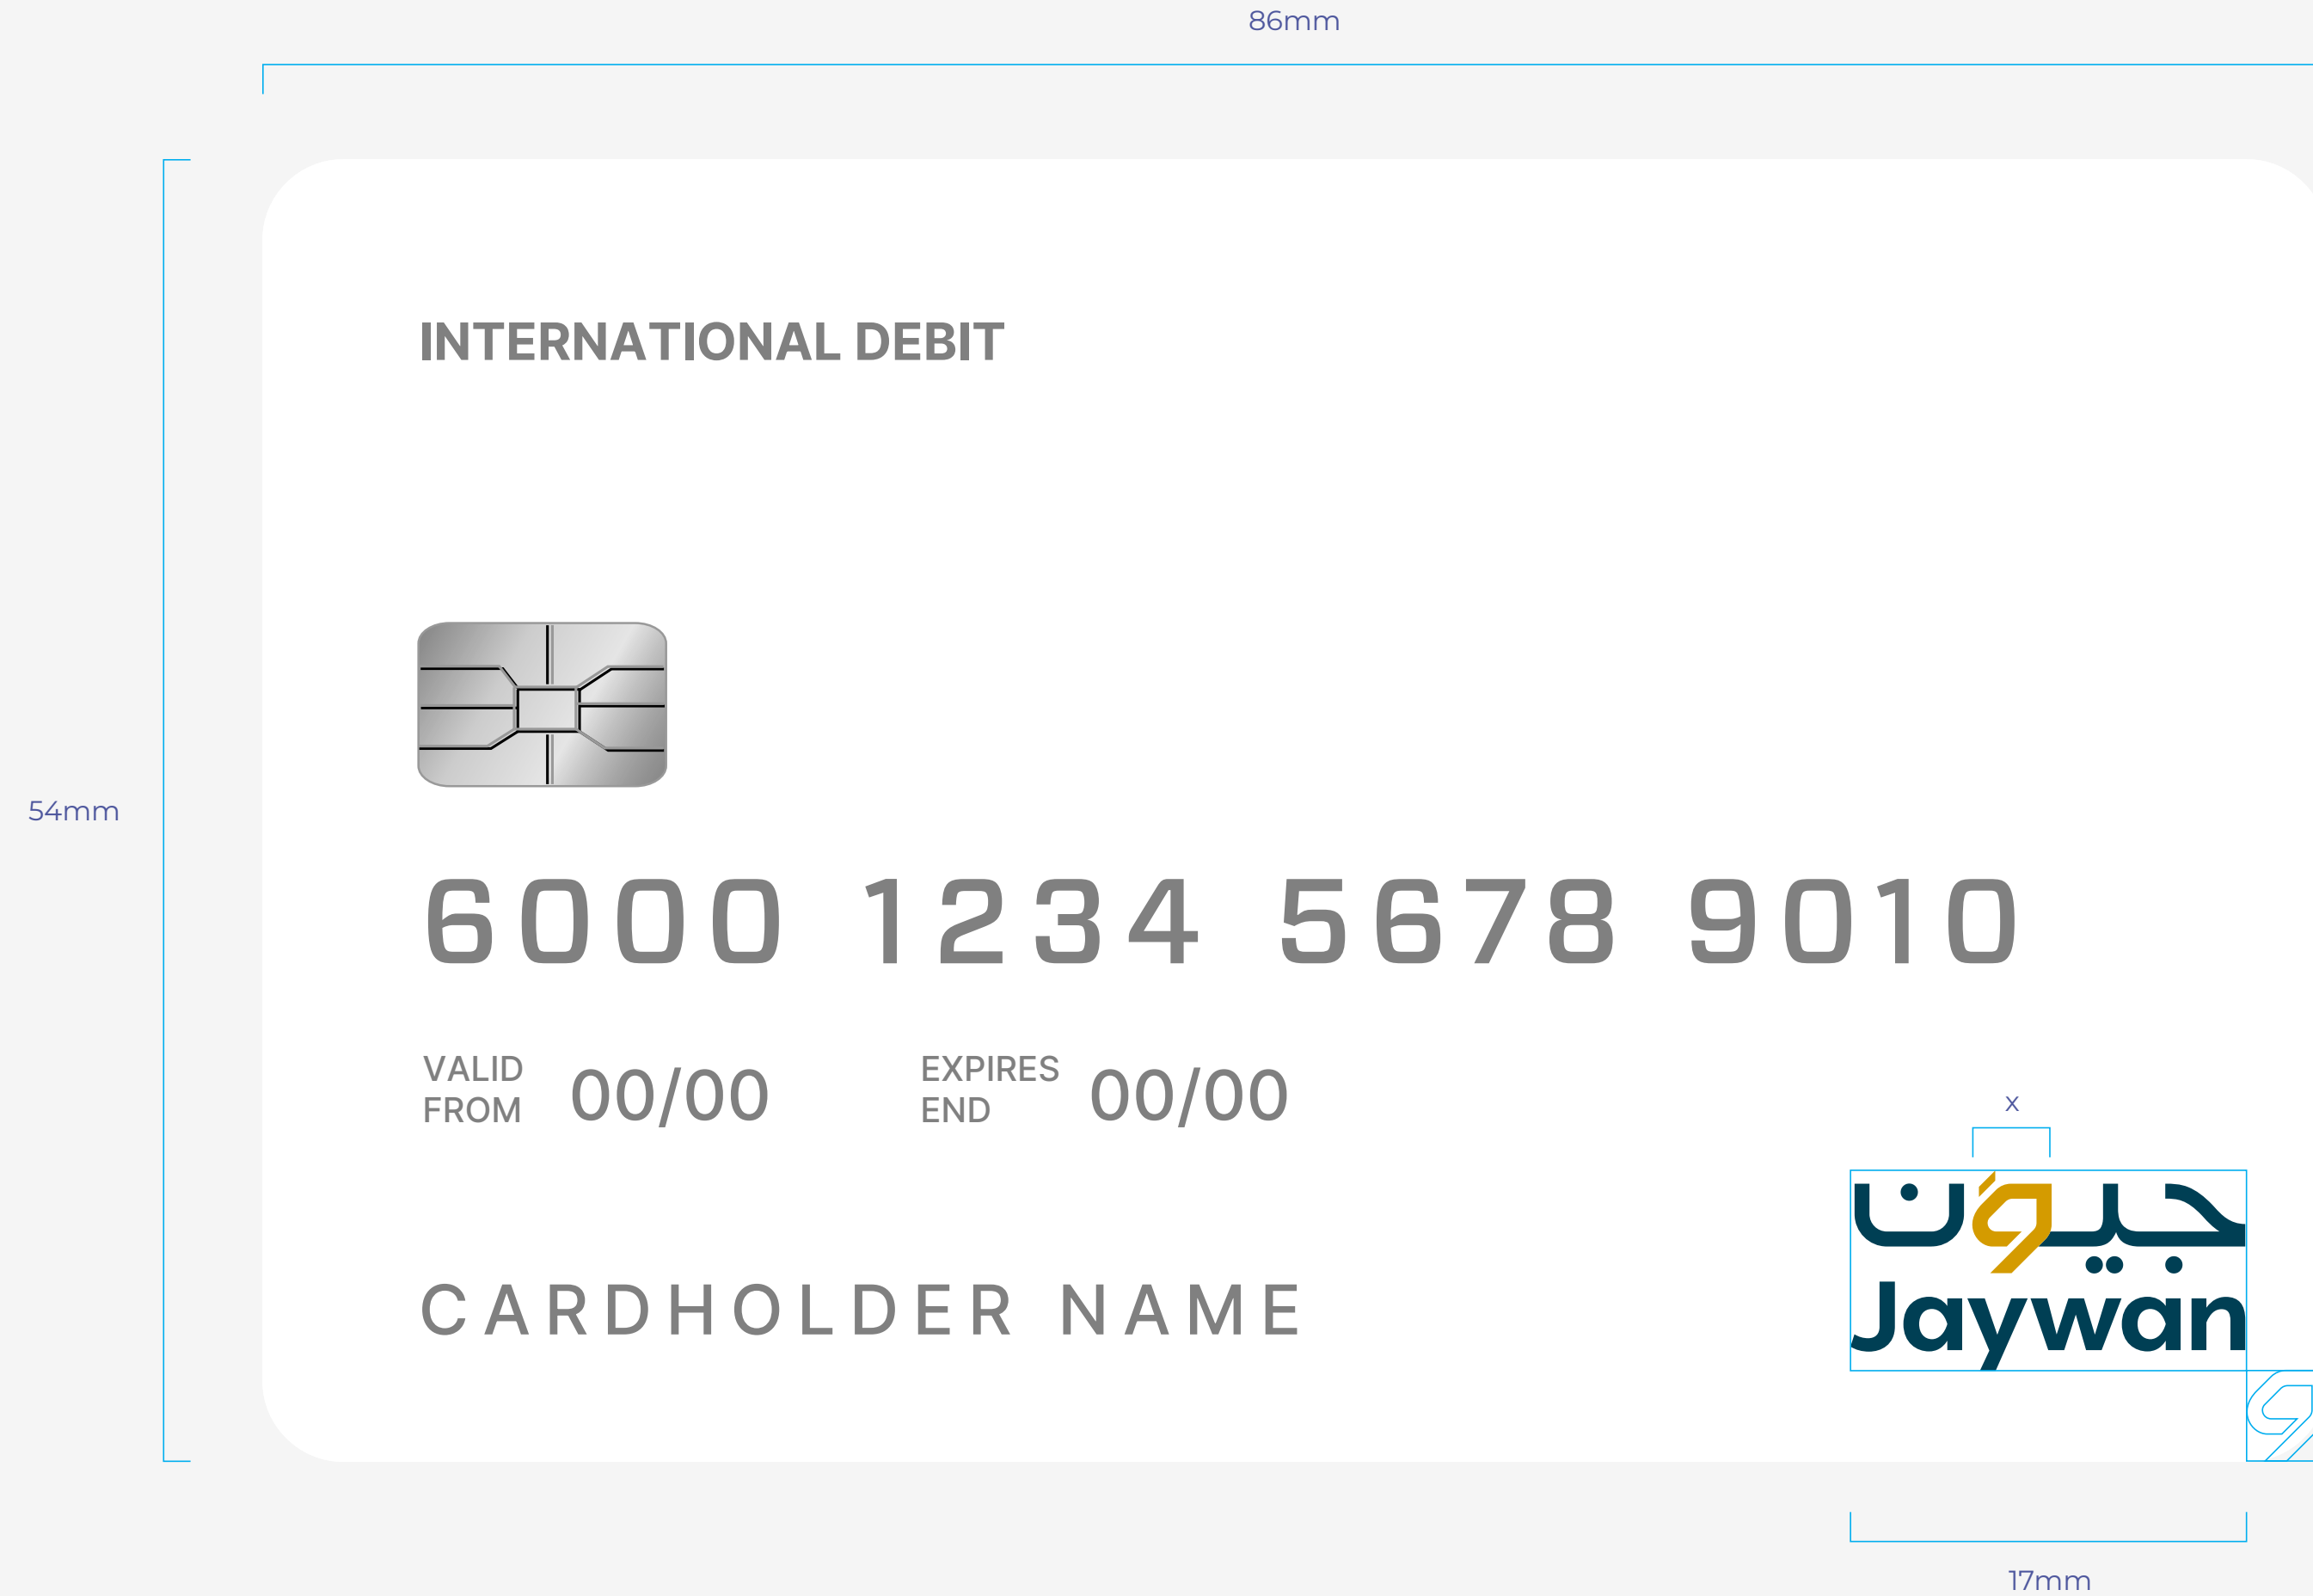 86mm
INTERNATIONAL DEBIT
54mm
6000 1234 5678 9010
VALID FROM 00/00
EXPIRES END 00/00
x
جيوَن
Jaywan
CARDHOLDER NAME
17mm